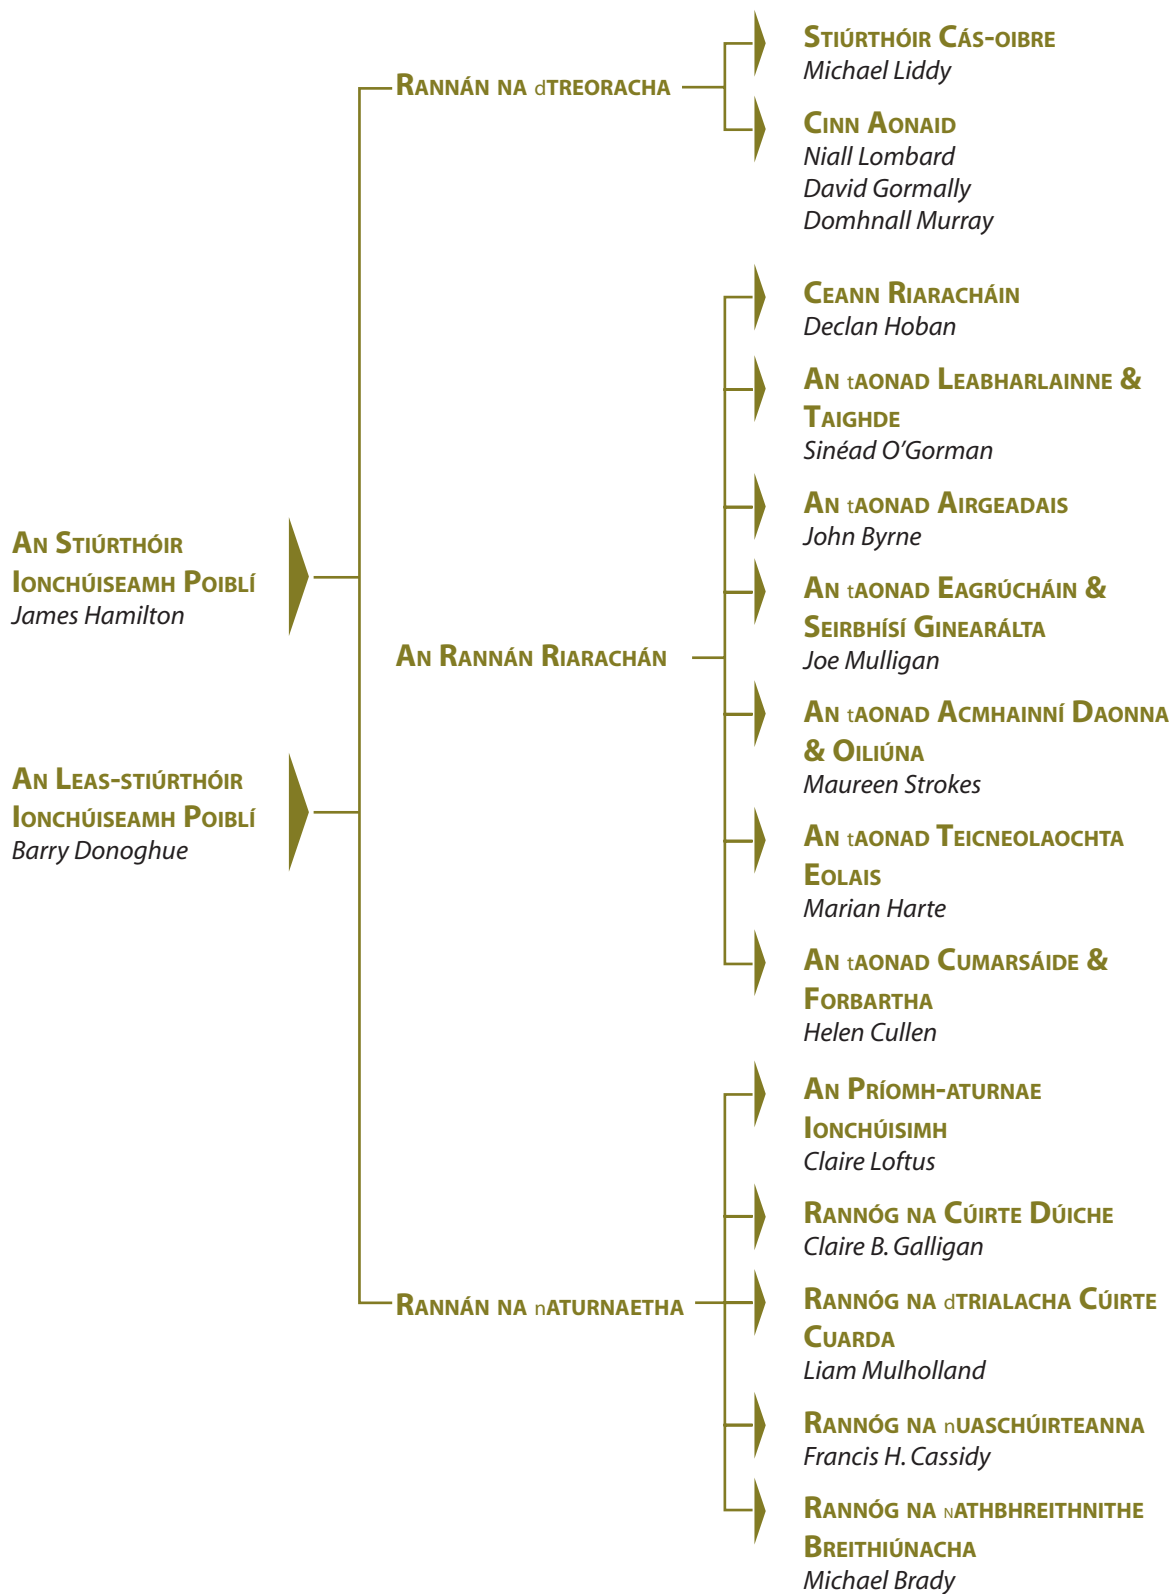 An Stiúrthóir
Ionchúiseamh Poiblí
James Hamilton
An Leas-stiúrthóir
Ionchúiseamh Poiblí
Barry Donoghue
Rannán na dtreoracha
Stiúrthóir Cás-oibre
Michael Liddy
Cinn Aonaid
Niall Lombard
David Gormally
Domhnall Murray
An Rannán Riarachán
Ceann Riaracháin
Declan Hoban
An tAonad Leabharlainne &
Taighde
Sinéad O’Gorman
An tAonad Airgeadais
John Byrne
An tAonad Eagrúcháin &
Seirbhísí Ginearálta
Joe Mulligan
An tAonad Acmhainní Daonna
& Oiliúna
Maureen Strokes
An tAonad Teicneolaochta
Eolais
Marian Harte
An tAonad Cumarsáide &
Forbartha
Helen Cullen
Rannán na nAturnaetha
An Príomh-aturnae
Ionchúisimh
Claire Loftus
Rannóg na Cúirte Dúiche
Claire B. Galligan
Rannóg na dtrialacha Cúirte
Cuarda
Liam Mulholland
Rannóg na nuaschúirteanna
Francis H. Cassidy
Rannóg na nathbhreithnithe
Breithiúnacha
Michael Brady